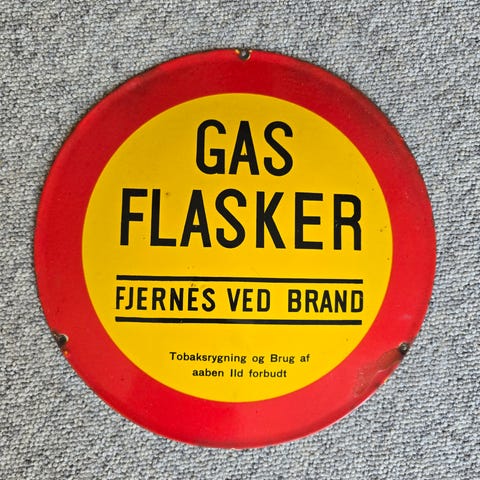 GAS
FLASKER
FJERNES VED BRAND
Tobaksrygning og Brug af
aaben Ild forbudt